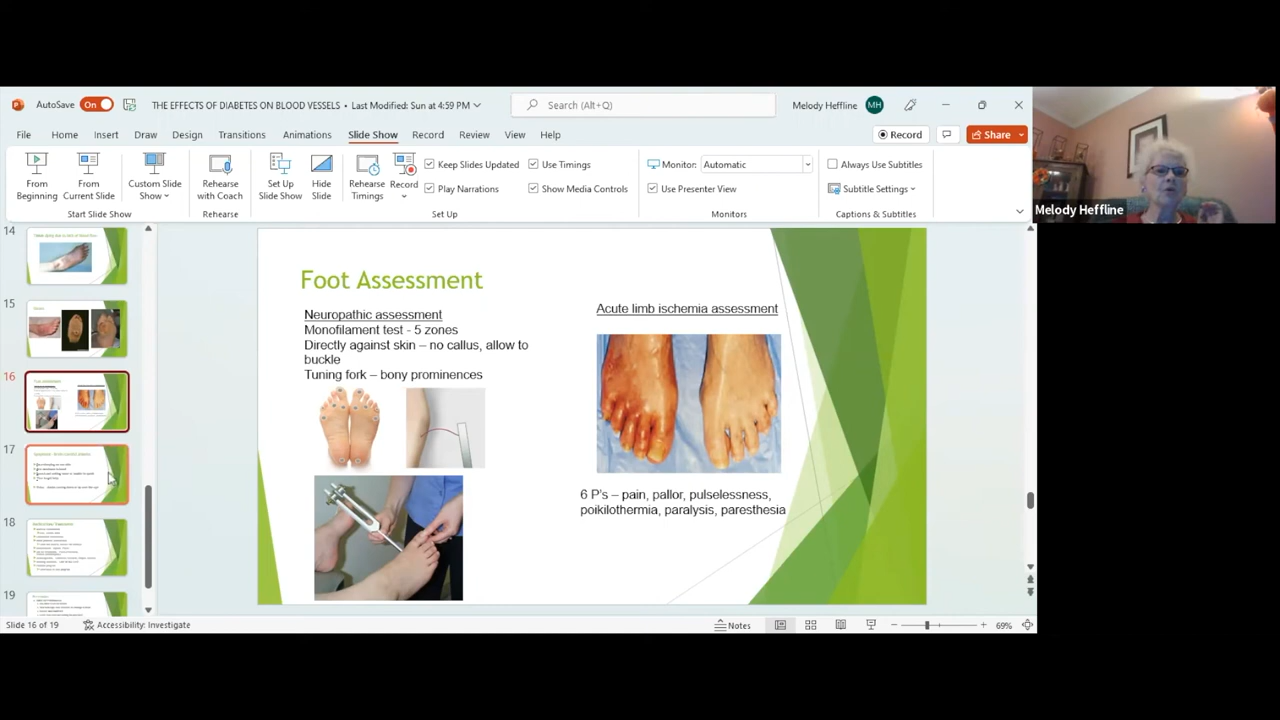 AutoSave On THE EFFECTS OF DIABETES ON BLOOD VESSELS • Last Modified: Sun at 4:59 PM Search (Alt+Q) Melody Heffline MH
File Home Insert Draw Design Transitions Animations Slide Show Record Review View Help Record Share
From Beginning
From Current Slide
Custom Slide Show
Rehearse with Coach
Set Up Slide Show
Hide Slide
Rehearse Timings
Record
Keep Slides Updated
Use Timings
Play Narrations
Show Media Controls
Monitor: Automatic
Use Presenter View
Always Use Subtitles
Subtitle Settings
Start Slide Show Rehearse Set Up Monitors Captions & Subtitles
Melody Heffline
14
15
16
17
18
19
Foot Assessment
Neuropathic assessment
Monofilament test - 5 zones
Directly against skin – no callus, allow to
buckle
Tuning fork – bony prominences
Acute limb ischemia assessment
6 P's – pain, pallor, pulselessness,
poikilothermia, paralysis, paresthesia
Slide 16 of 19 Accessibility: Investigate Notes 69%